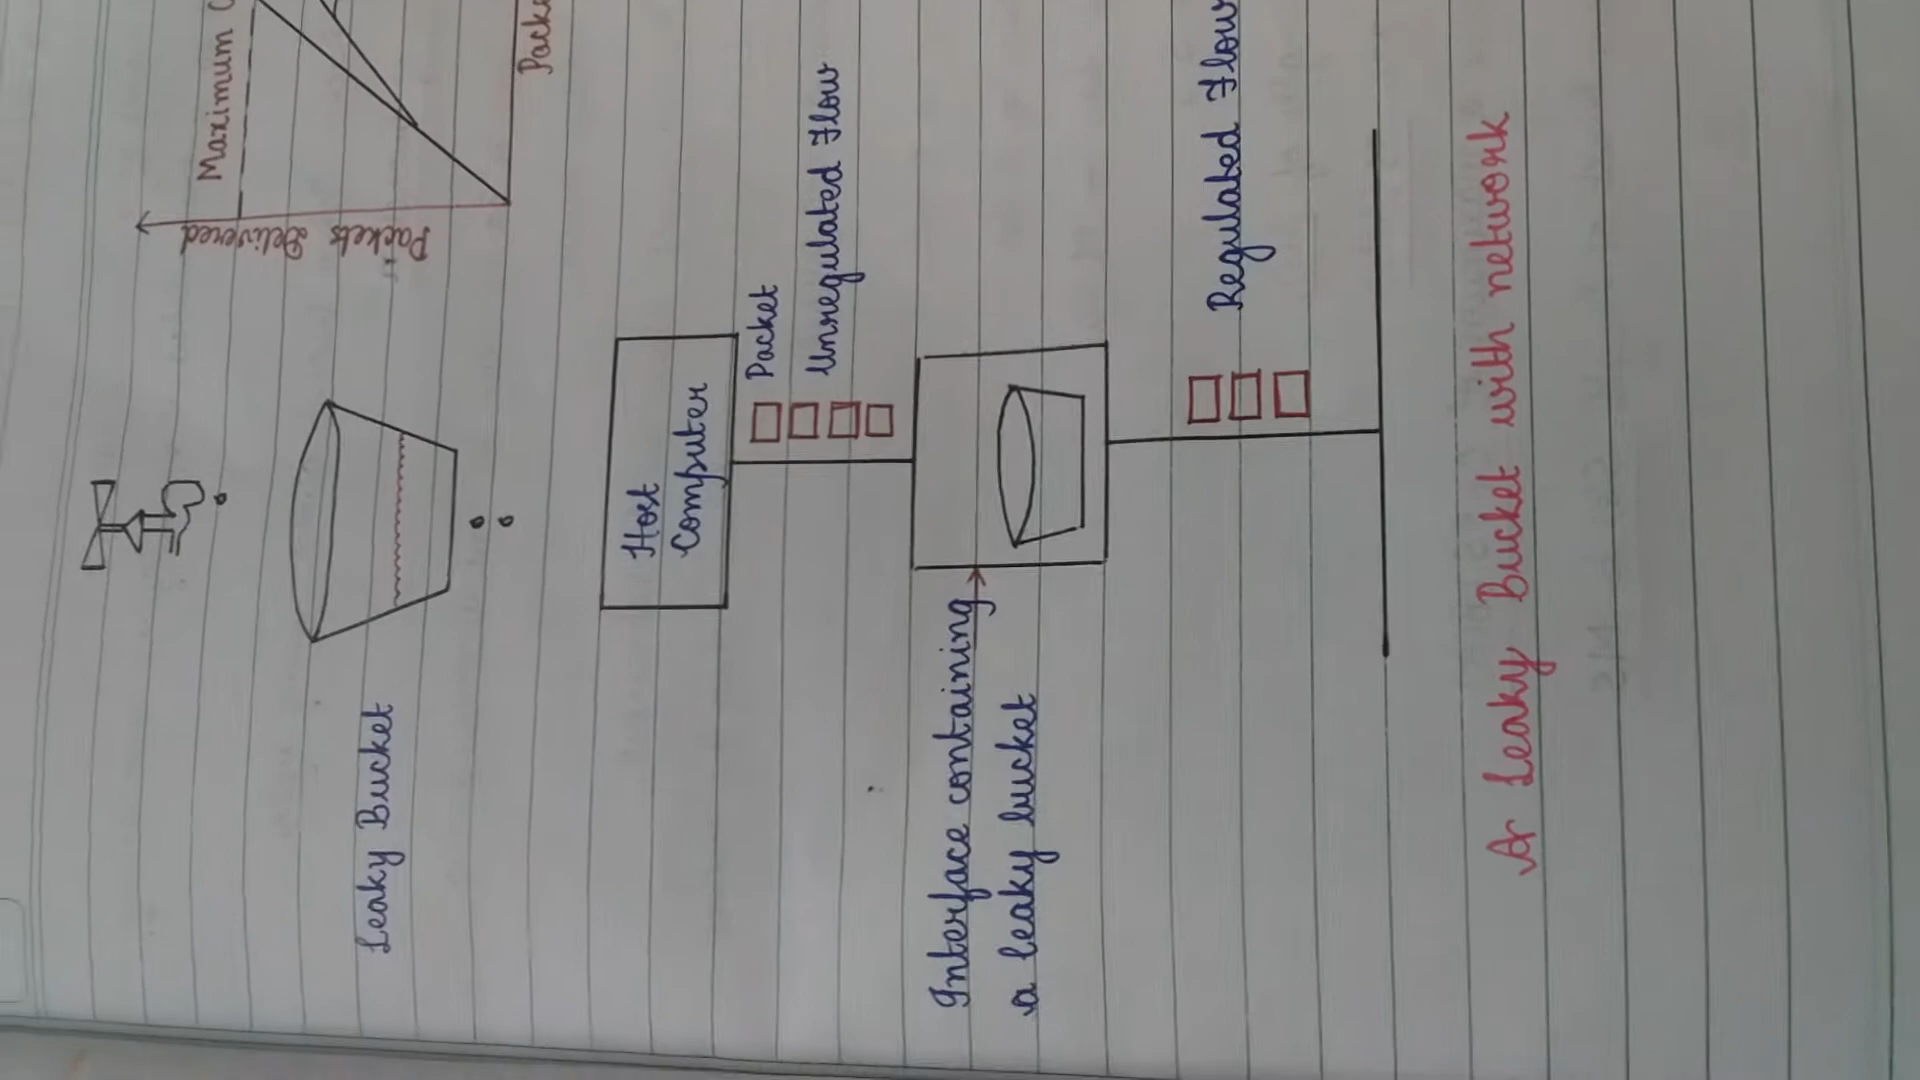 Maximum
Packets Delivered
Leaky Bucket
Host
Computer
Packet
Unregulated Flow
Interface containing
a leaky bucket
Regulated Flow
A Leaky Bucket with network